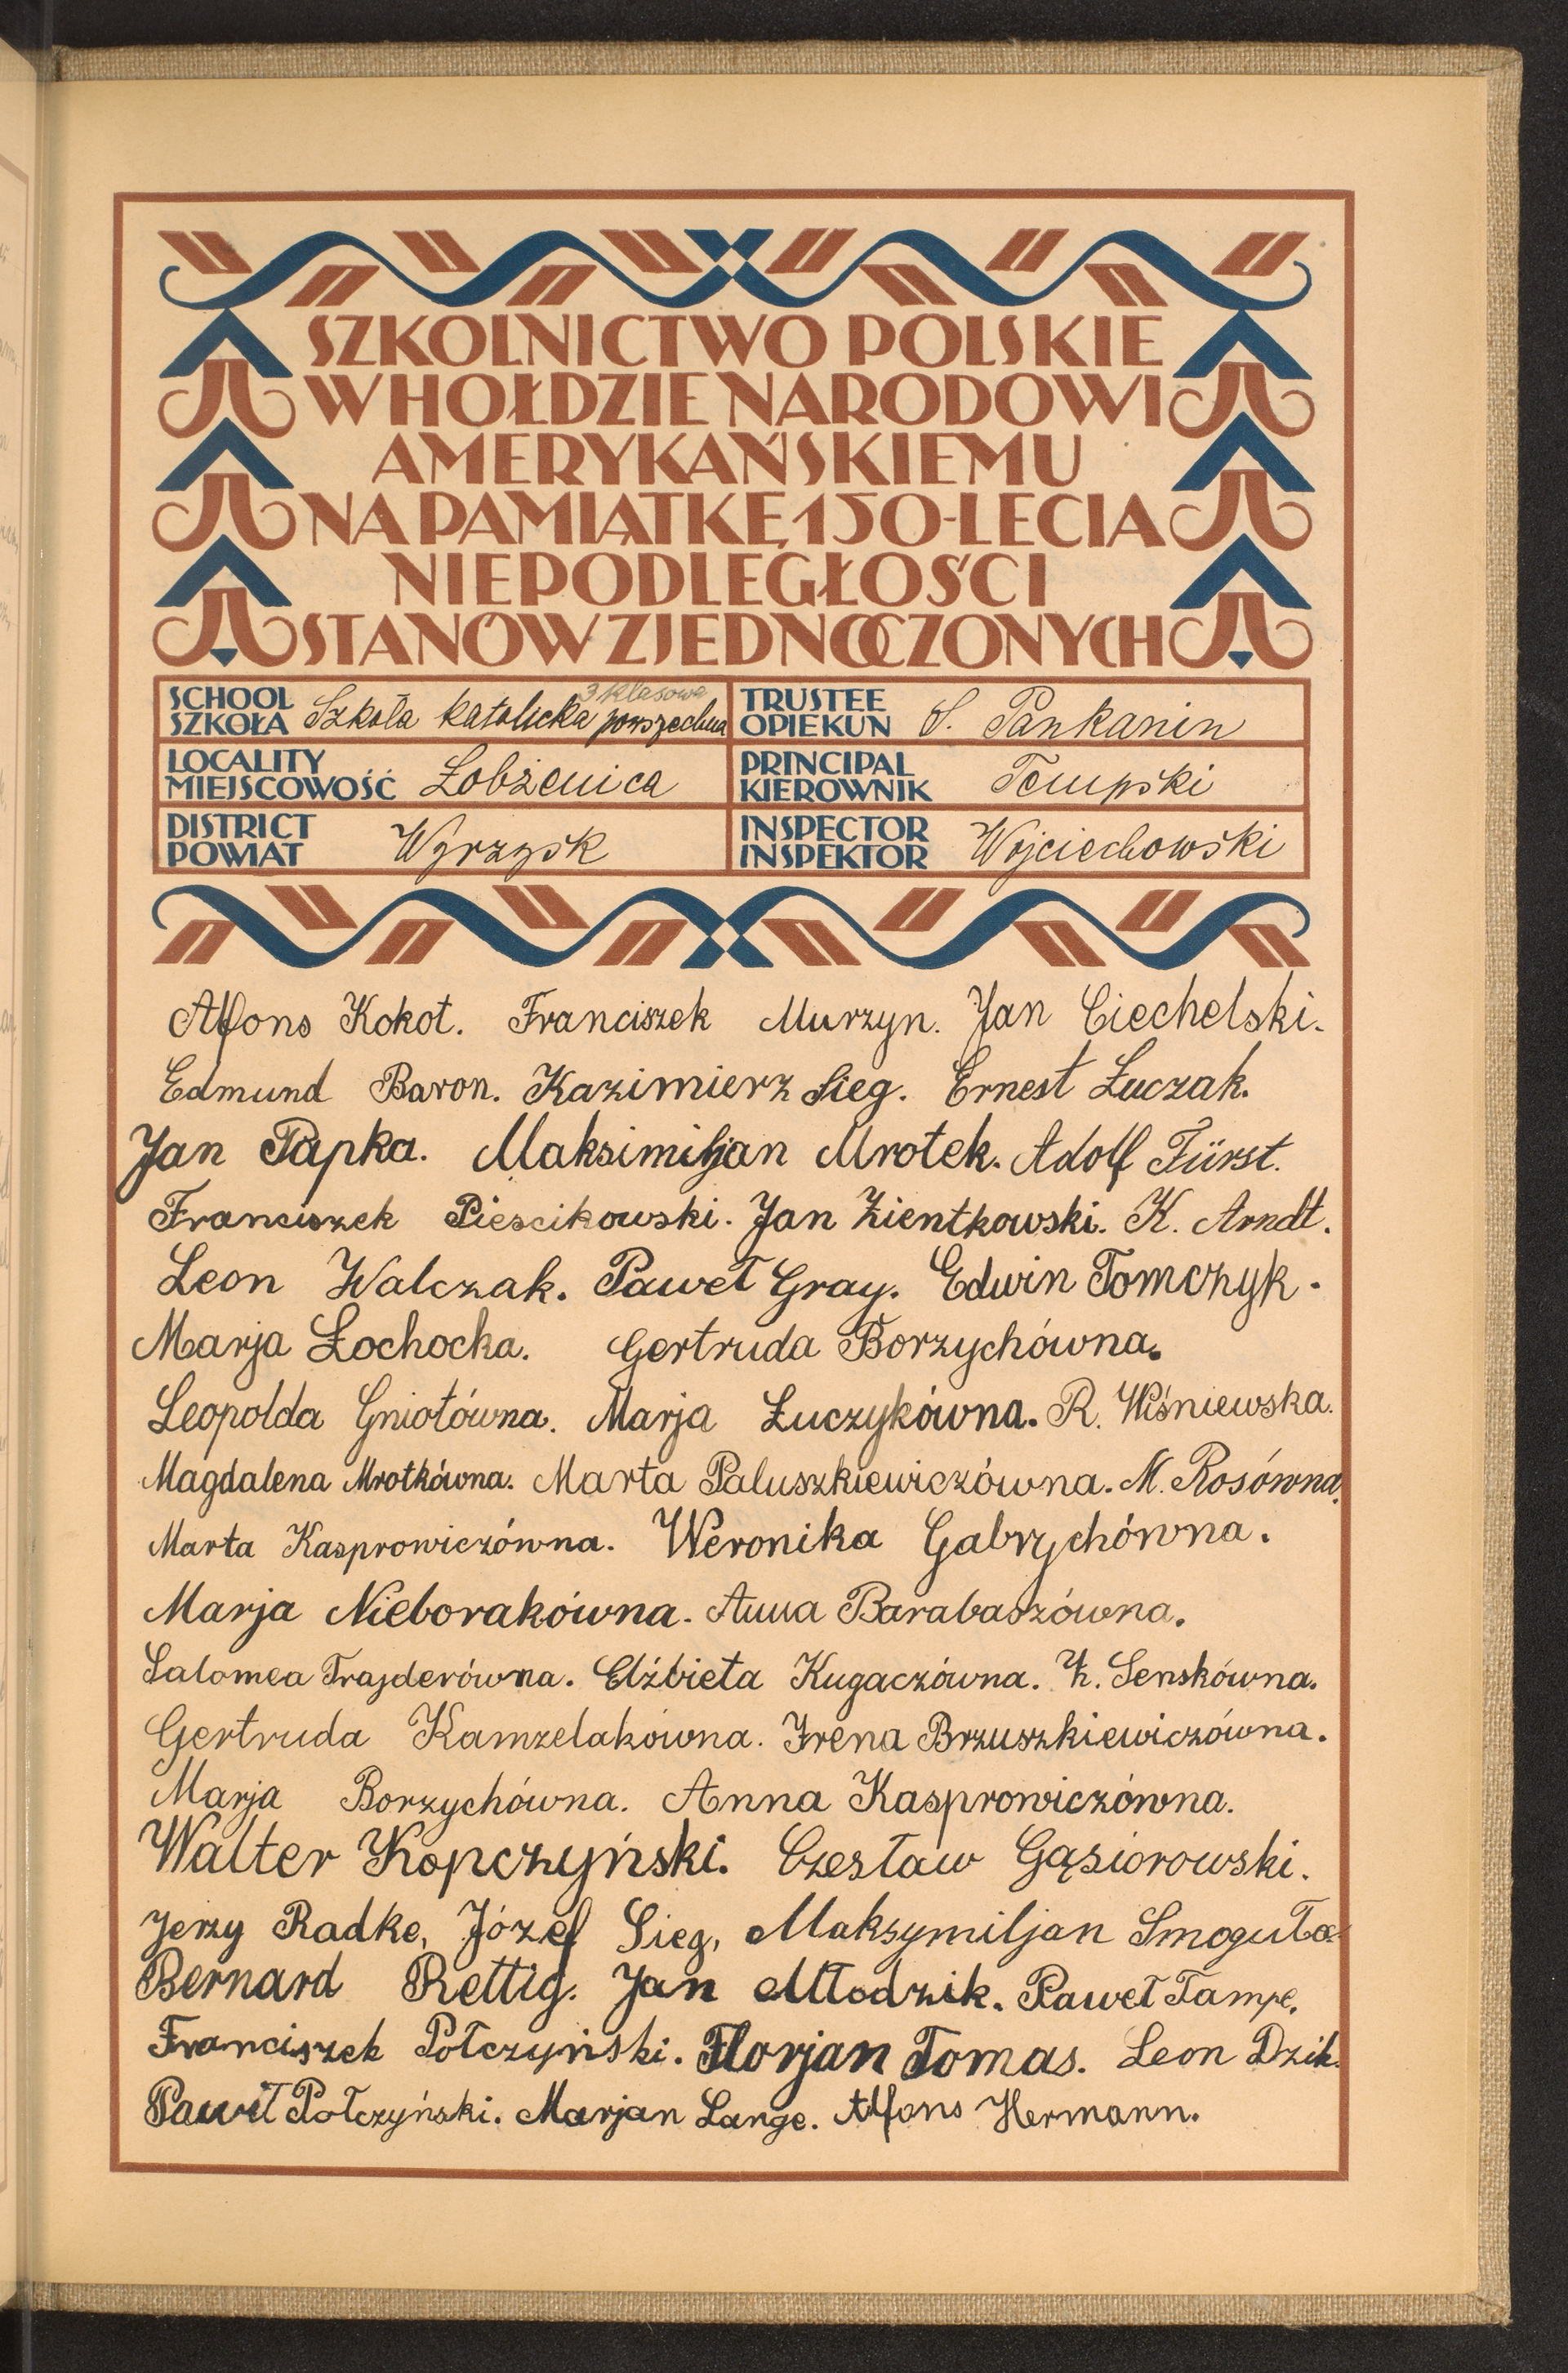 SZKOLNICTWO POLSKIE
W HOŁDZIE NARODOWI
AMERYKAŃSKIEMU
NA PAMIĄTKĘ 150-LECIA
NIEPODLEGŁOŚCI
STANÓW ZJEDNOCZONYCH
SCHOOL
SZKOŁA Szkoła katolicka 3 klasowa powszechna
TRUSTEE
OPIEKUN S. Pankanin
LOCALITY
MIEJSCOWOŚĆ Łobżenica
PRINCIPAL
KIEROWNIK Tempski
DISTRICT
POWIAT Wyrzysk
INSPECTOR
INSPEKTOR Wojciechowski
Alfons Kokot. Franciszek Murzyn. Jan Ciechelski.
Edmund Baron. Kazimierz Sieg. Ernest Łuczak.
Jan Papka. Maksimiljan Mrotek. Adolf Fürst.
Franciszek Piescikowski. Jan Zientkowski. K. Arndt.
Leon Walczak. Paweł Gray. Edwin Tomczyk.
Marja Łochocka. Gertruda Borzychówna.
Leopolda Gniotówna. Marja Łuczykówna. R. Wiśniewska.
Magdalena Mrotkówna. Marta Paluszkiewiczówna. M. Rosówna.
Marta Kasprowiczówna. Weronika Gabrychówna.
Marja Nieborakówna. Anna Barabaszówna.
Salomea Trajderówna. Elżbieta Kugaczówna. Z. Senskówna.
Gertruda Kamzelakówna. Irena Brzuszkiewiczówna.
Marja Borzychówna. Anna Kasprowiczówna.
Walter Kopczyński. Czesław Gąsiorowski.
Jerzy Radke, Józef Sieg, Maksymiljan Smoguła.
Bernard Rettig. Jan Młodzik. Paweł Tampe.
Franciszek Połczyński. Florjan Tomas. Leon Dzik.
Paweł Połczyński. Marjan Lange. Alfons Hermann.